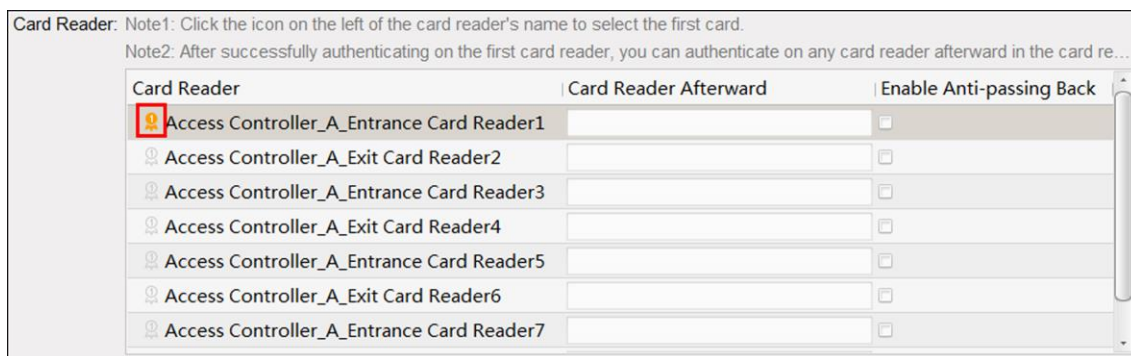 Card Reader: Note1: Click the icon on the left of the card reader's name to select the first card.
Note2: After successfully authenticating on the first card reader, you can authenticate on any card reader afterward in the card re...
Card Reader Card Reader Afterward Enable Anti-passing Back
Access Controller_A_Entrance Card Reader1
Access Controller_A_Exit Card Reader2
Access Controller_A_Entrance Card Reader3
Access Controller_A_Exit Card Reader4
Access Controller_A_Entrance Card Reader5
Access Controller_A_Exit Card Reader6
Access Controller_A_Entrance Card Reader7